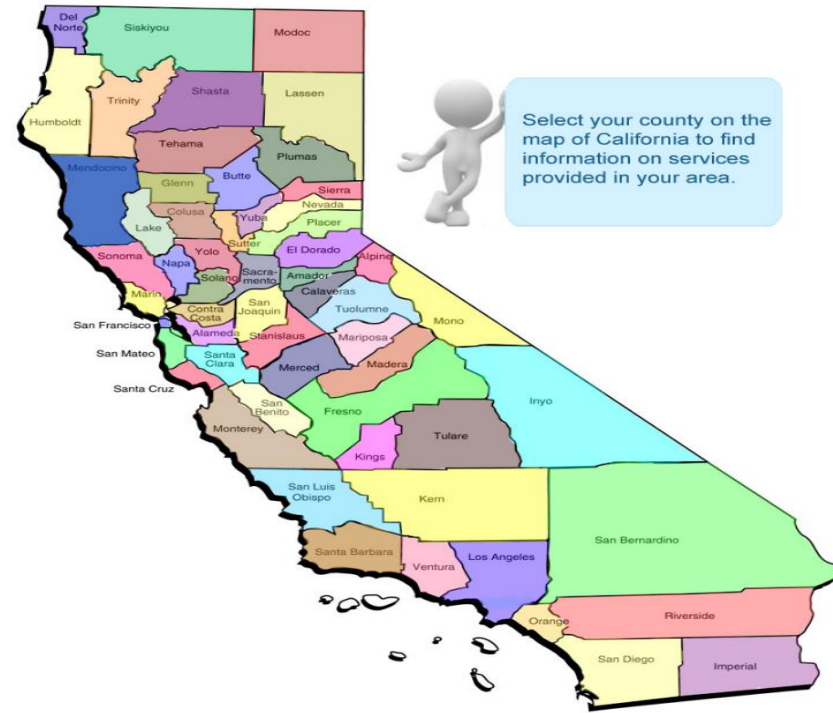 Del
Norte
Siskiyou
Modoc
Humboldt
Trinity
Shasta
Lassen
Select your county on the
map of California to find
information on services
provided in your area.
Tehama
Plumas
Mendocino
Glenn
Butte
Sierra
Nevada
Colusa
Yuba
Placer
Lake
Sutter
Sonoma
Napa
Yolo
El Dorado
Alpine
Solano
Sacra-
mento
Amador
Calaveras
Marin
Contra
Costa
San
Joaquin
Tuolumne
Mono
San Francisco
Alameda
Stanislaus
Mariposa
San Mateo
Santa
Clara
Merced
Madera
Santa Cruz
San
Benito
Fresno
Inyo
Monterey
Kings
Tulare
San Luis
Obispo
Kern
San Bernardino
Santa Barbara
Ventura
Los Angeles
Orange
Riverside
San Diego
Imperial